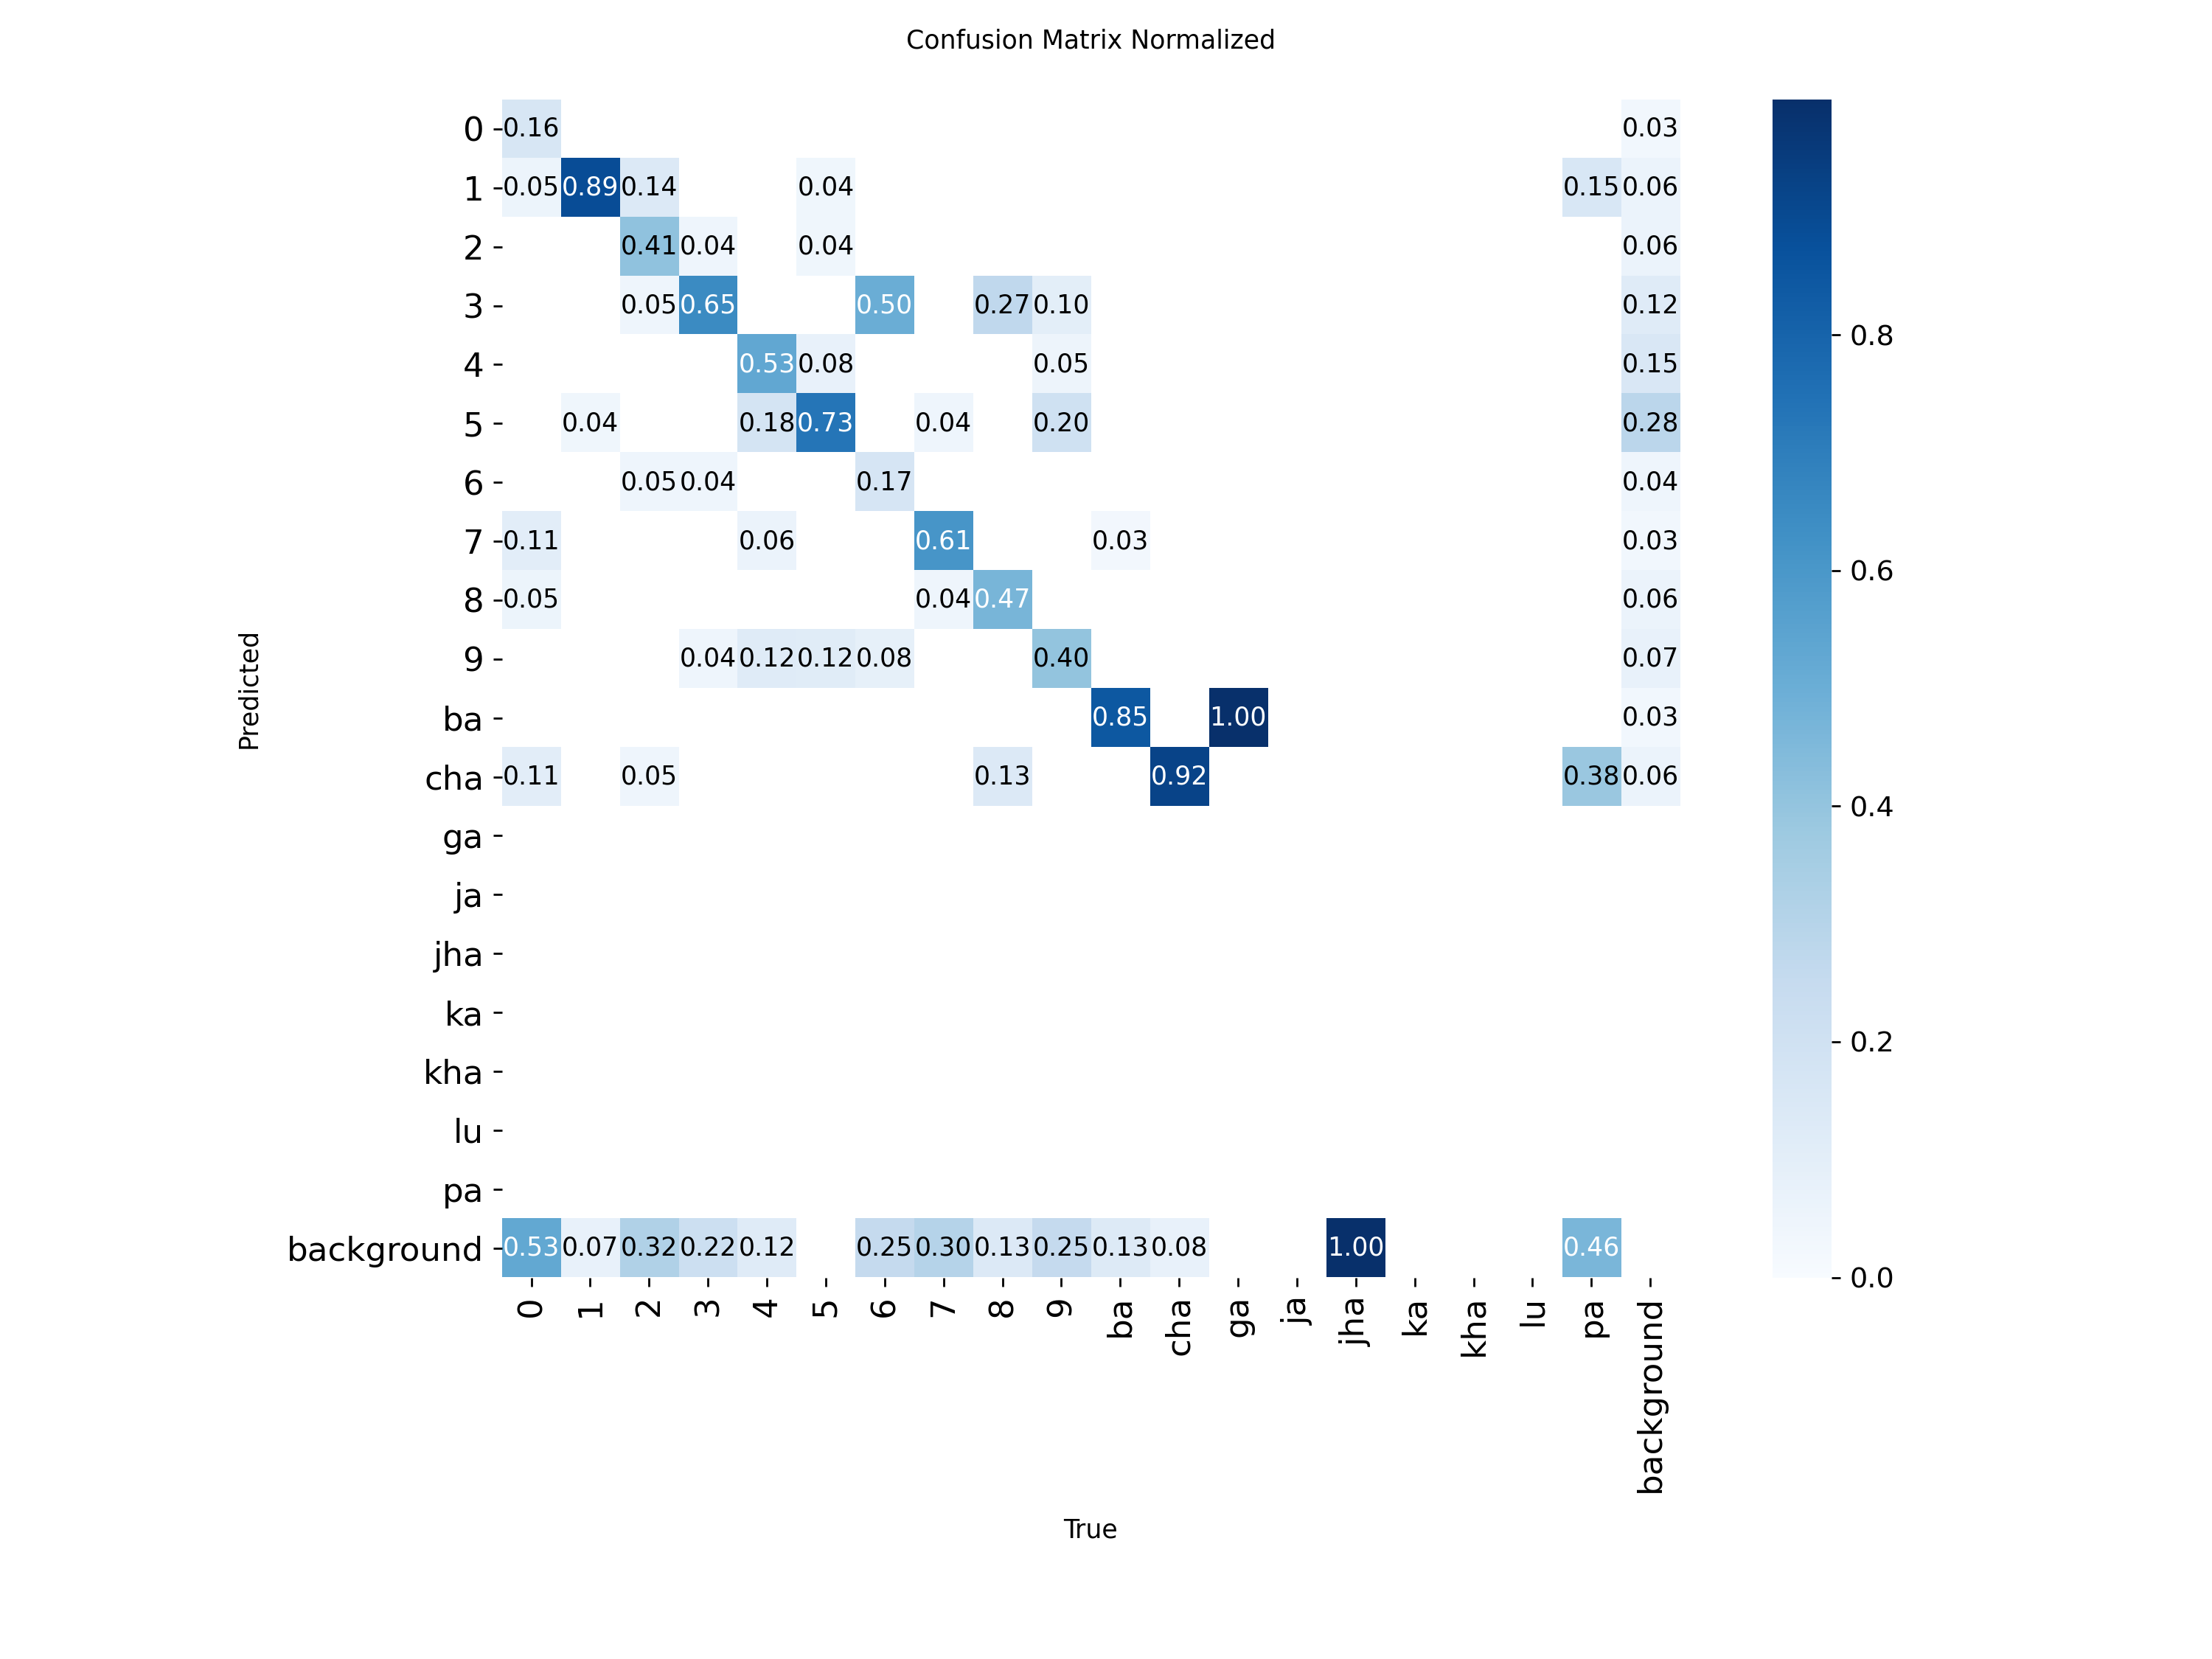 Confusion Matrix Normalized
0 0.16 0.03
1 0.05 0.89 0.14 0.04 0.15 0.06
2 0.41 0.04 0.04 0.06
3 0.05 0.65 0.50 0.27 0.10 0.12
0.8
4 0.53 0.08 0.05 0.15
5 0.04 0.18 0.73 0.04 0.20 0.28
6 0.05 0.04 0.17 0.04
7 0.11 0.06 0.61 0.03 0.03
0.6
8 0.05 0.04 0.47 0.06
9 0.04 0.12 0.12 0.08 0.40 0.07
Predicted
ba 0.85 1.00 0.03
cha 0.11 0.05 0.13 0.92 0.38 0.06
0.4
ga
ja
jha
ka
0.2
kha
lu
pa
background 0.53 0.07 0.32 0.22 0.12 0.25 0.30 0.13 0.25 0.13 0.08 1.00 0.46
0.0
0 1 2 3 4 5 6 7 8 9 ba cha ga ja jha ka kha lu pa background
True